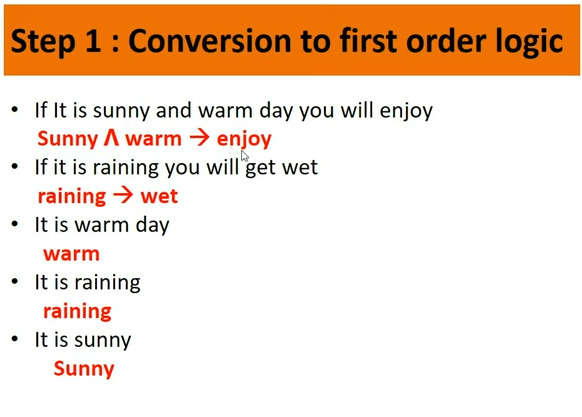 Step 1 : Conversion to first order logic
• If It is sunny and warm day you will enjoy
Sunny Λ warm → enjoy
• If it is raining you will get wet
raining → wet
• It is warm day
warm
• It is raining
raining
• It is sunny
Sunny